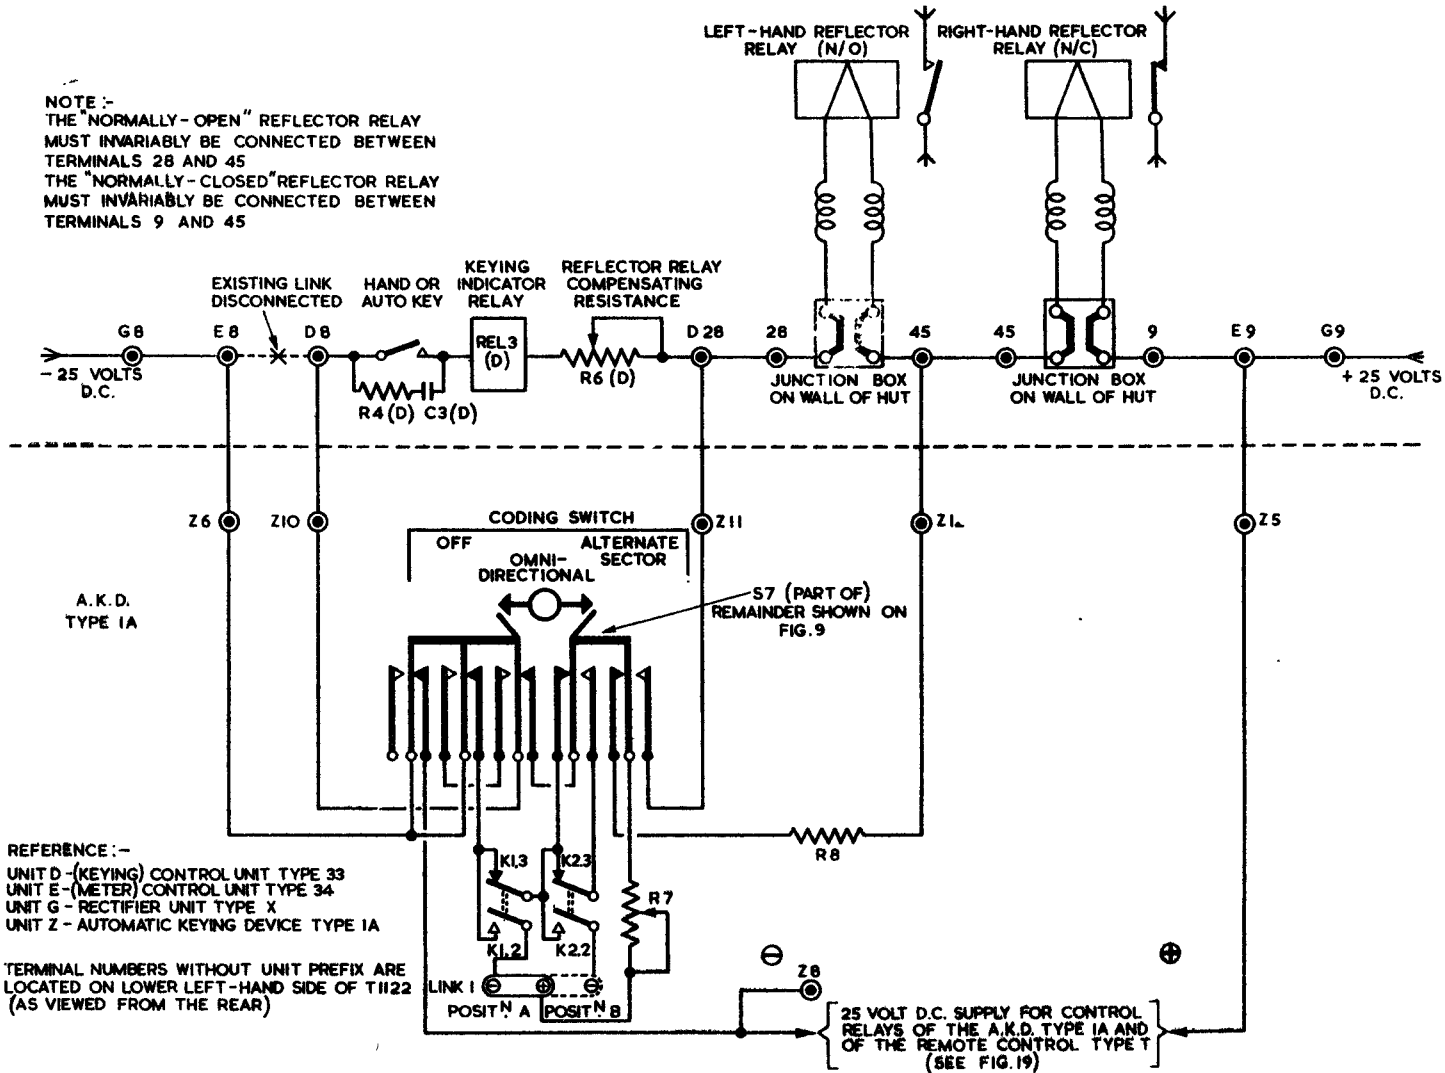 LEFT-HAND REFLECTOR
RELAY (N/O)
RIGHT-HAND REFLECTOR
RELAY (N/C)
NOTE :-
THE "NORMALLY-OPEN" REFLECTOR RELAY
MUST INVARIABLY BE CONNECTED BETWEEN
TERMINALS 28 AND 45
THE "NORMALLY-CLOSED" REFLECTOR RELAY
MUST INVARIABLY BE CONNECTED BETWEEN
TERMINALS 9 AND 45
EXISTING LINK
DISCONNECTED
HAND OR
AUTO KEY
KEYING
INDICATOR
RELAY
REFLECTOR RELAY
COMPENSATING
RESISTANCE
G8
E8
D8
REL3
(D)
D28
28
45
45
9
E9
G9
- 25 VOLTS
D.C.
R4(D)
C3(D)
R6(D)
JUNCTION BOX
ON WALL OF HUT
JUNCTION BOX
ON WALL OF HUT
+ 25 VOLTS
D.C.
Z6
Z10
CODING SWITCH
Z11
Z5
OFF
OMNI-
DIRECTIONAL
ALTERNATE
SECTOR
A.K.D.
TYPE 1A
S7 (PART OF)
REMAINDER SHOWN ON
FIG.9
R8
REFERENCE :-
UNIT D-(KEYING) CONTROL UNIT TYPE 33
UNIT E-(METER) CONTROL UNIT TYPE 34
UNIT G - RECTIFIER UNIT TYPE X
UNIT Z - AUTOMATIC KEYING DEVICE TYPE 1A
K1,3
K2,3
R7
K1,2
K2,2
TERMINAL NUMBERS WITHOUT UNIT PREFIX ARE
LOCATED ON LOWER LEFT-HAND SIDE OF T1122
(AS VIEWED FROM THE REAR)
LINK 1
POSITN. A
POSITN. B
Z8
25 VOLT D.C. SUPPLY FOR CONTROL
RELAYS OF THE A.K.D. TYPE 1A AND
OF THE REMOTE CONTROL TYPE T
(SEE FIG.19)